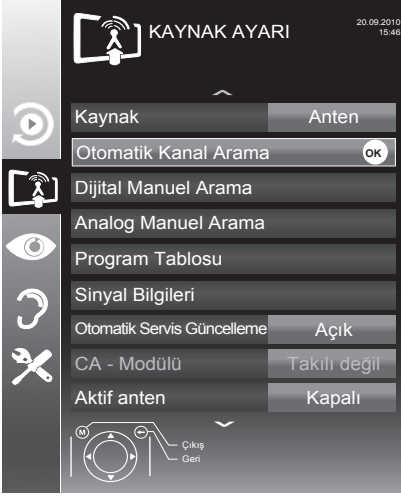 KAYNAK AYARI
20.09.2010
15:46
Kaynak Anten
Otomatik Kanal Arama OK
Dijital Manuel Arama
Analog Manuel Arama
Program Tablosu
Sinyal Bilgileri
Otomatik Servis Güncelleme Açık
CA - Modülü Takılı değil
Aktif anten Kapalı
M
Çıkış
Geri